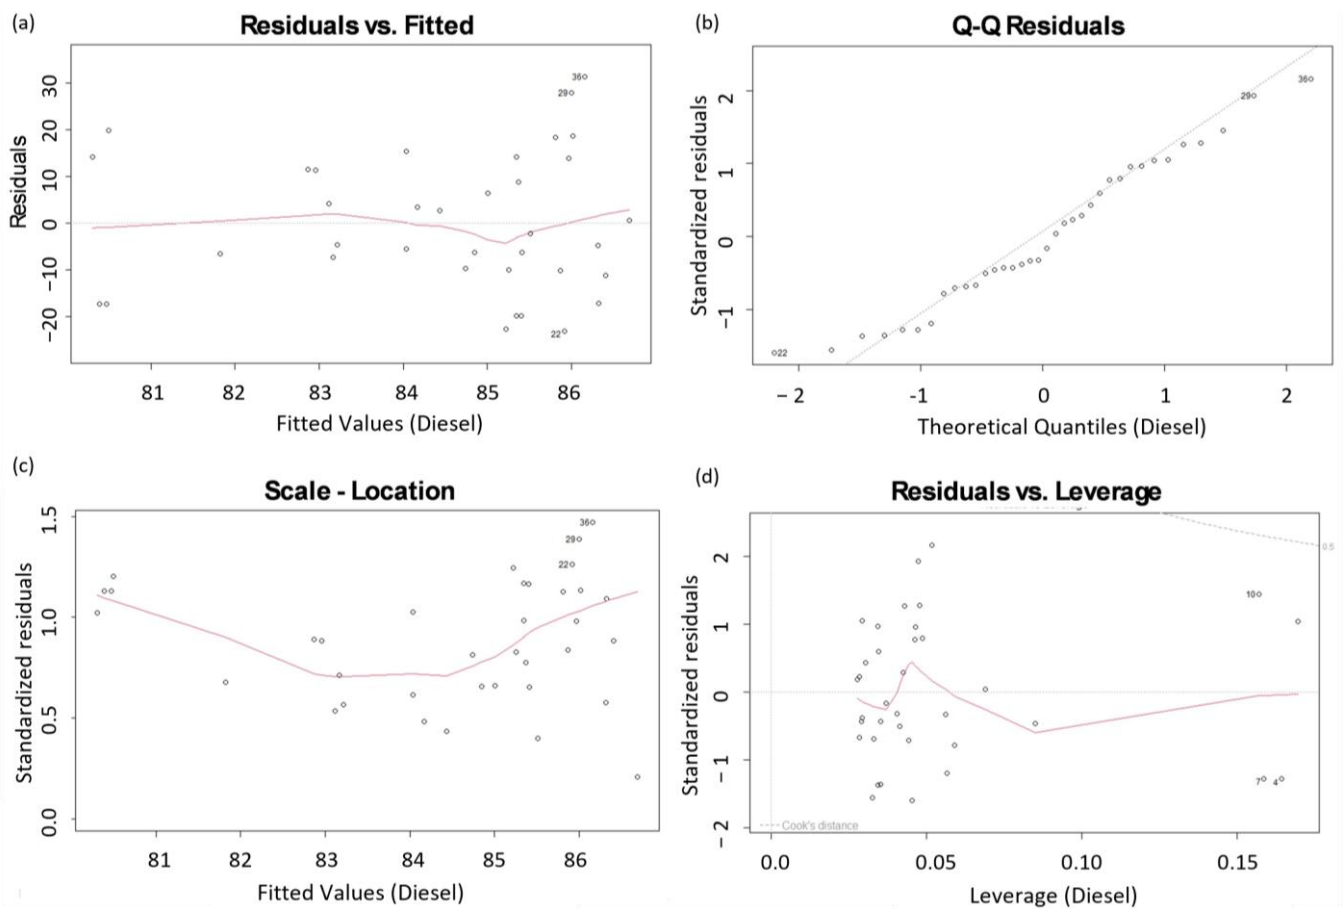 (a)
Residuals vs. Fitted
Residuals
30
20
10
0
−10
−20
36
29
22
81 82 83 84 85 86
Fitted Values (Diesel)
(b)
Q-Q Residuals
Standardized residuals
2
1
0
−1
36
29
22
− 2 -1 0 1 2
Theoretical Quantiles (Diesel)
(c)
Scale - Location
Standardized residuals
1.5
1.0
0.5
0.0
36
29
22
81 82 83 84 85 86
Fitted Values (Diesel)
(d)
Residuals vs. Leverage
Standardized residuals
2
1
0
−1
− 2
0.5
10
7 4
Cook's distance
0.0 0.05 0.10 0.15
Leverage (Diesel)